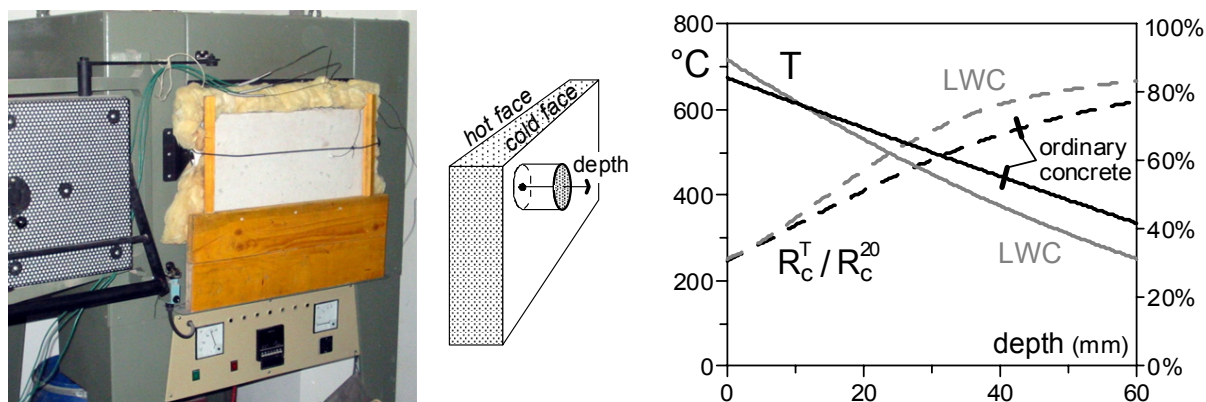 hot face
cold face
depth
800
°C
600
400
200
0
T
LWC
ordinary
concrete
LWC
R_c^T / R_c^20
depth (mm)
0
20
40
60
100%
80%
60%
40%
20%
0%